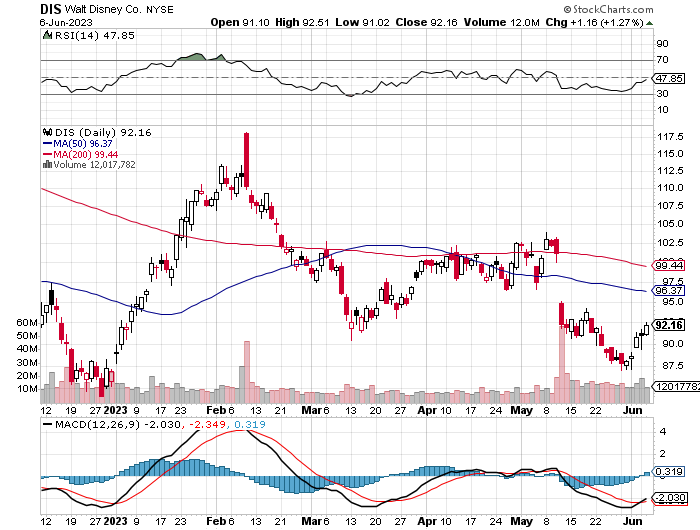 DIS Walt Disney Co. NYSE © StockCharts.com
6-Jun-2023 Open 91.10 High 92.51 Low 91.02 Close 92.16 Volume 12.0M Chg +1.16 (+1.27%)
RSI(14) 47.85
90
70
47.85
30
10
DIS (Daily) 92.16
MA(50) 96.37
MA(200) 99.44
Volume 12,017,782
117.5
115.0
112.5
110.0
107.5
105.0
102.5
100.0
99.44
97.5
96.37
95.0
92.16
90.0
87.5
12017782
60M
50M
40M
30M
20M
10M
12 19 27 2023 9 17 23 Feb 6 13 21 Mar 13 20 27 Apr 10 17 24 May 8 15 22 Jun
MACD(12,26,9) -2.030, -2.349, 0.319
4
2
0.319
-2.030
12 19 27 2023 9 17 23 Feb 6 13 21 Mar 13 20 27 Apr 10 17 24 May 8 15 22 Jun